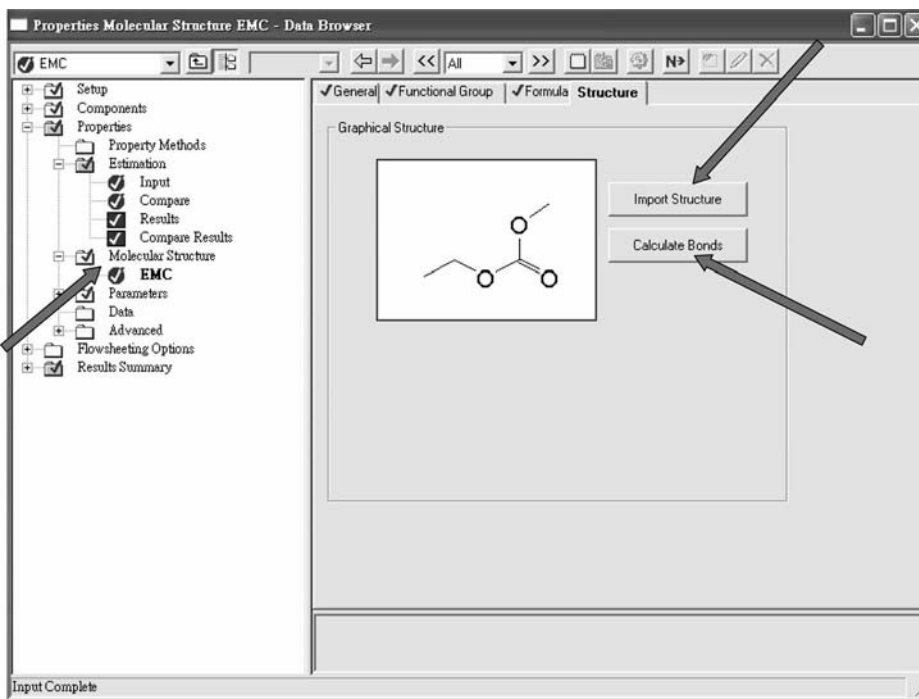 Properties Molecular Structure EMC - Data Browser
EMC
<< All >> N>
Setup
Components
Properties
Property Methods
Estimation
Input
Compare
Results
Compare Results
Molecular Structure
EMC
Parameters
Data
Advanced
Flowsheeting Options
Results Summary
General Functional Group Formula Structure
Graphical Structure
O
O
O
Import Structure
Calculate Bonds
Input Complete